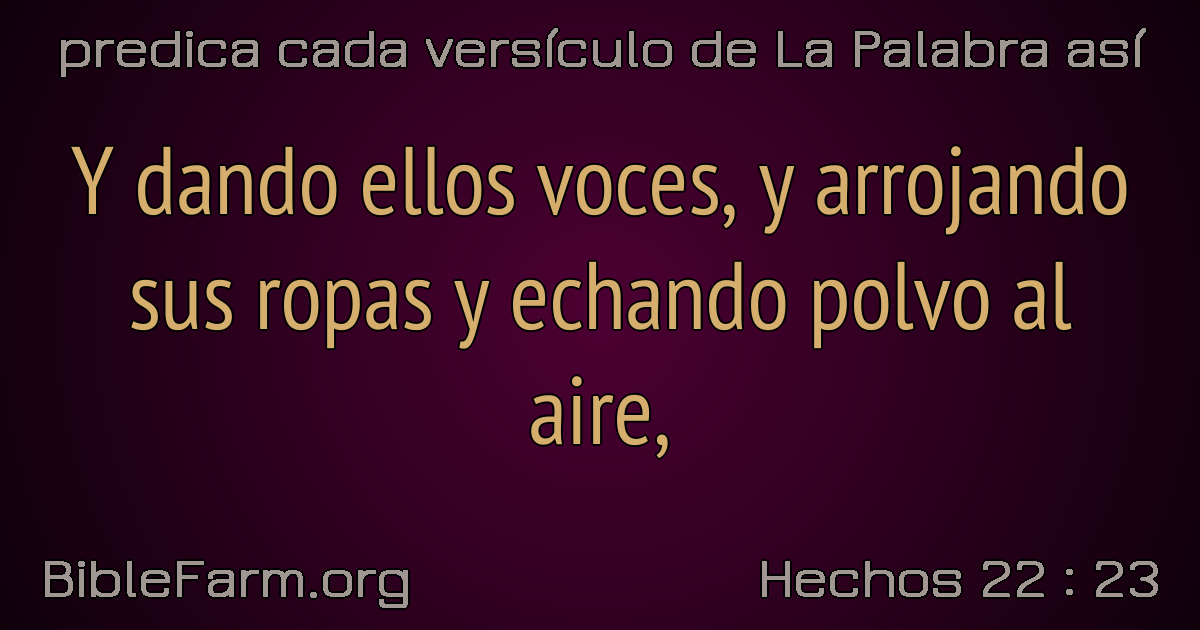 predica cada versículo de La Palabra así
Y dando ellos voces, y arrojando
sus ropas y echando polvo al
aire,
BibleFarm.org
Hechos 22 : 23